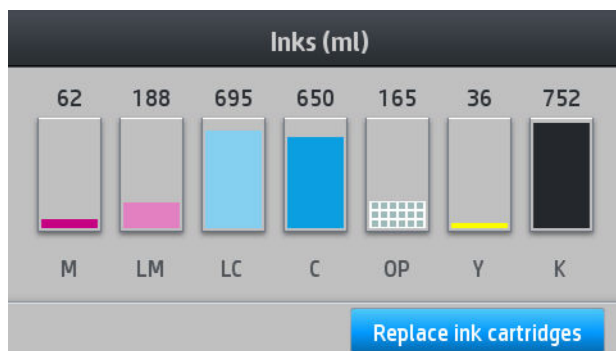 Inks (ml)
62 188 695 650 165 36 752
M LM LC C OP Y K
Replace ink cartridges